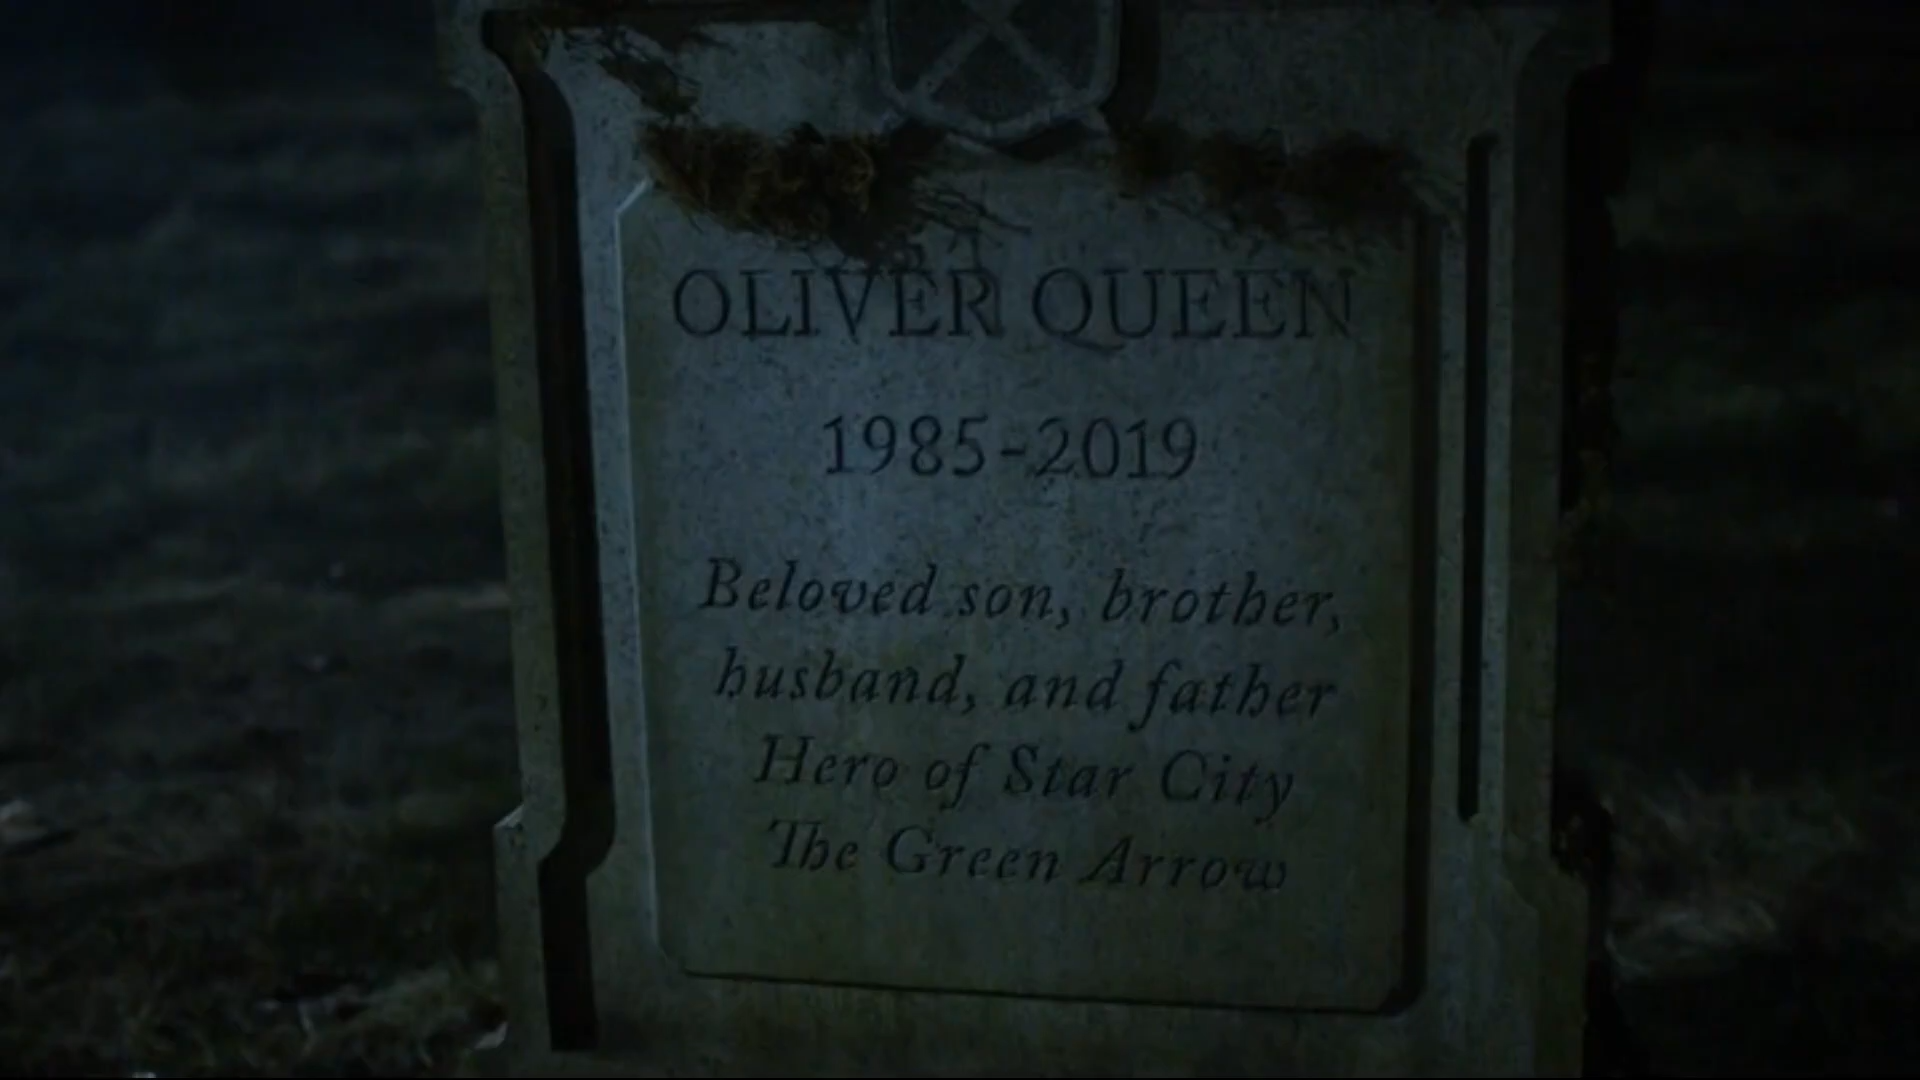 OLIVER QUEEN
1985-2019
Beloved son, brother,
husband, and father
Hero of Star City
The Green Arrow